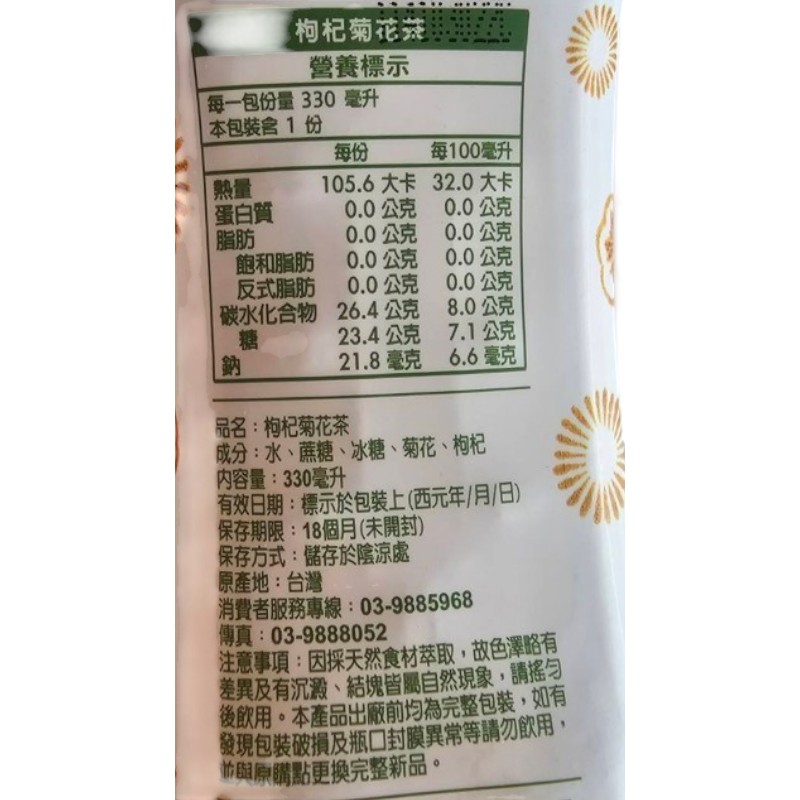 枸杞菊花茶
營養標示
每一包份量 330 毫升
本包裝含 1 份
每份 每100毫升
熱量 105.6 大卡 32.0 大卡
蛋白質 0.0 公克 0.0 公克
脂肪 0.0 公克 0.0 公克
飽和脂肪 0.0 公克 0.0 公克
反式脂肪 0.0 公克 0.0 公克
碳水化合物 26.4 公克 8.0 公克
糖 23.4 公克 7.1 公克
鈉 21.8 毫克 6.6 毫克
品名：枸杞菊花茶
成分：水、蔗糖、冰糖、菊花、枸杞
內容量：330毫升
有效日期：標示於包裝上(西元年/月/日)
保存期限：18個月(未開封)
保存方式：儲存於陰涼處
原產地：台灣
消費者服務專線：03-9885968
傳真：03-9888052
注意事項：因採天然食材萃取，故色澤略有
差異及有沉澱、結塊皆屬自然現象，請搖勻
後飲用。本產品出廠前均為完整包裝，如有
發現包裝破損及瓶口封膜異常等請勿飲用，
並與原購點更換完整新品。